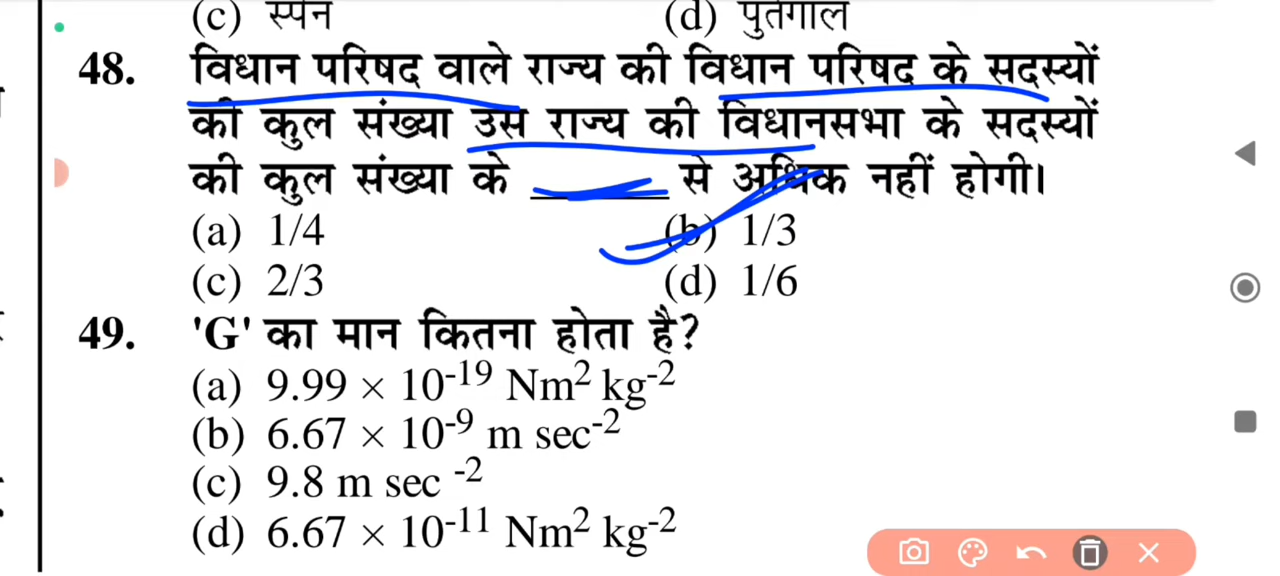 (c) स्पेन (d) पुर्तगाल
48. विधान परिषद वाले राज्य की विधान परिषद के सदस्यों
की कुल संख्या उस राज्य की विधानसभा के सदस्यों
की कुल संख्या के ______ से अधिक नहीं होगी।
(a) 1/4 (b) 1/3
(c) 2/3 (d) 1/6
49. 'G' का मान कितना होता है?
(a) 9.99 × 10⁻¹⁹ Nm² kg⁻²
(b) 6.67 × 10⁻⁹ m sec⁻²
(c) 9.8 m sec ⁻²
(d) 6.67 × 10⁻¹¹ Nm² kg⁻²